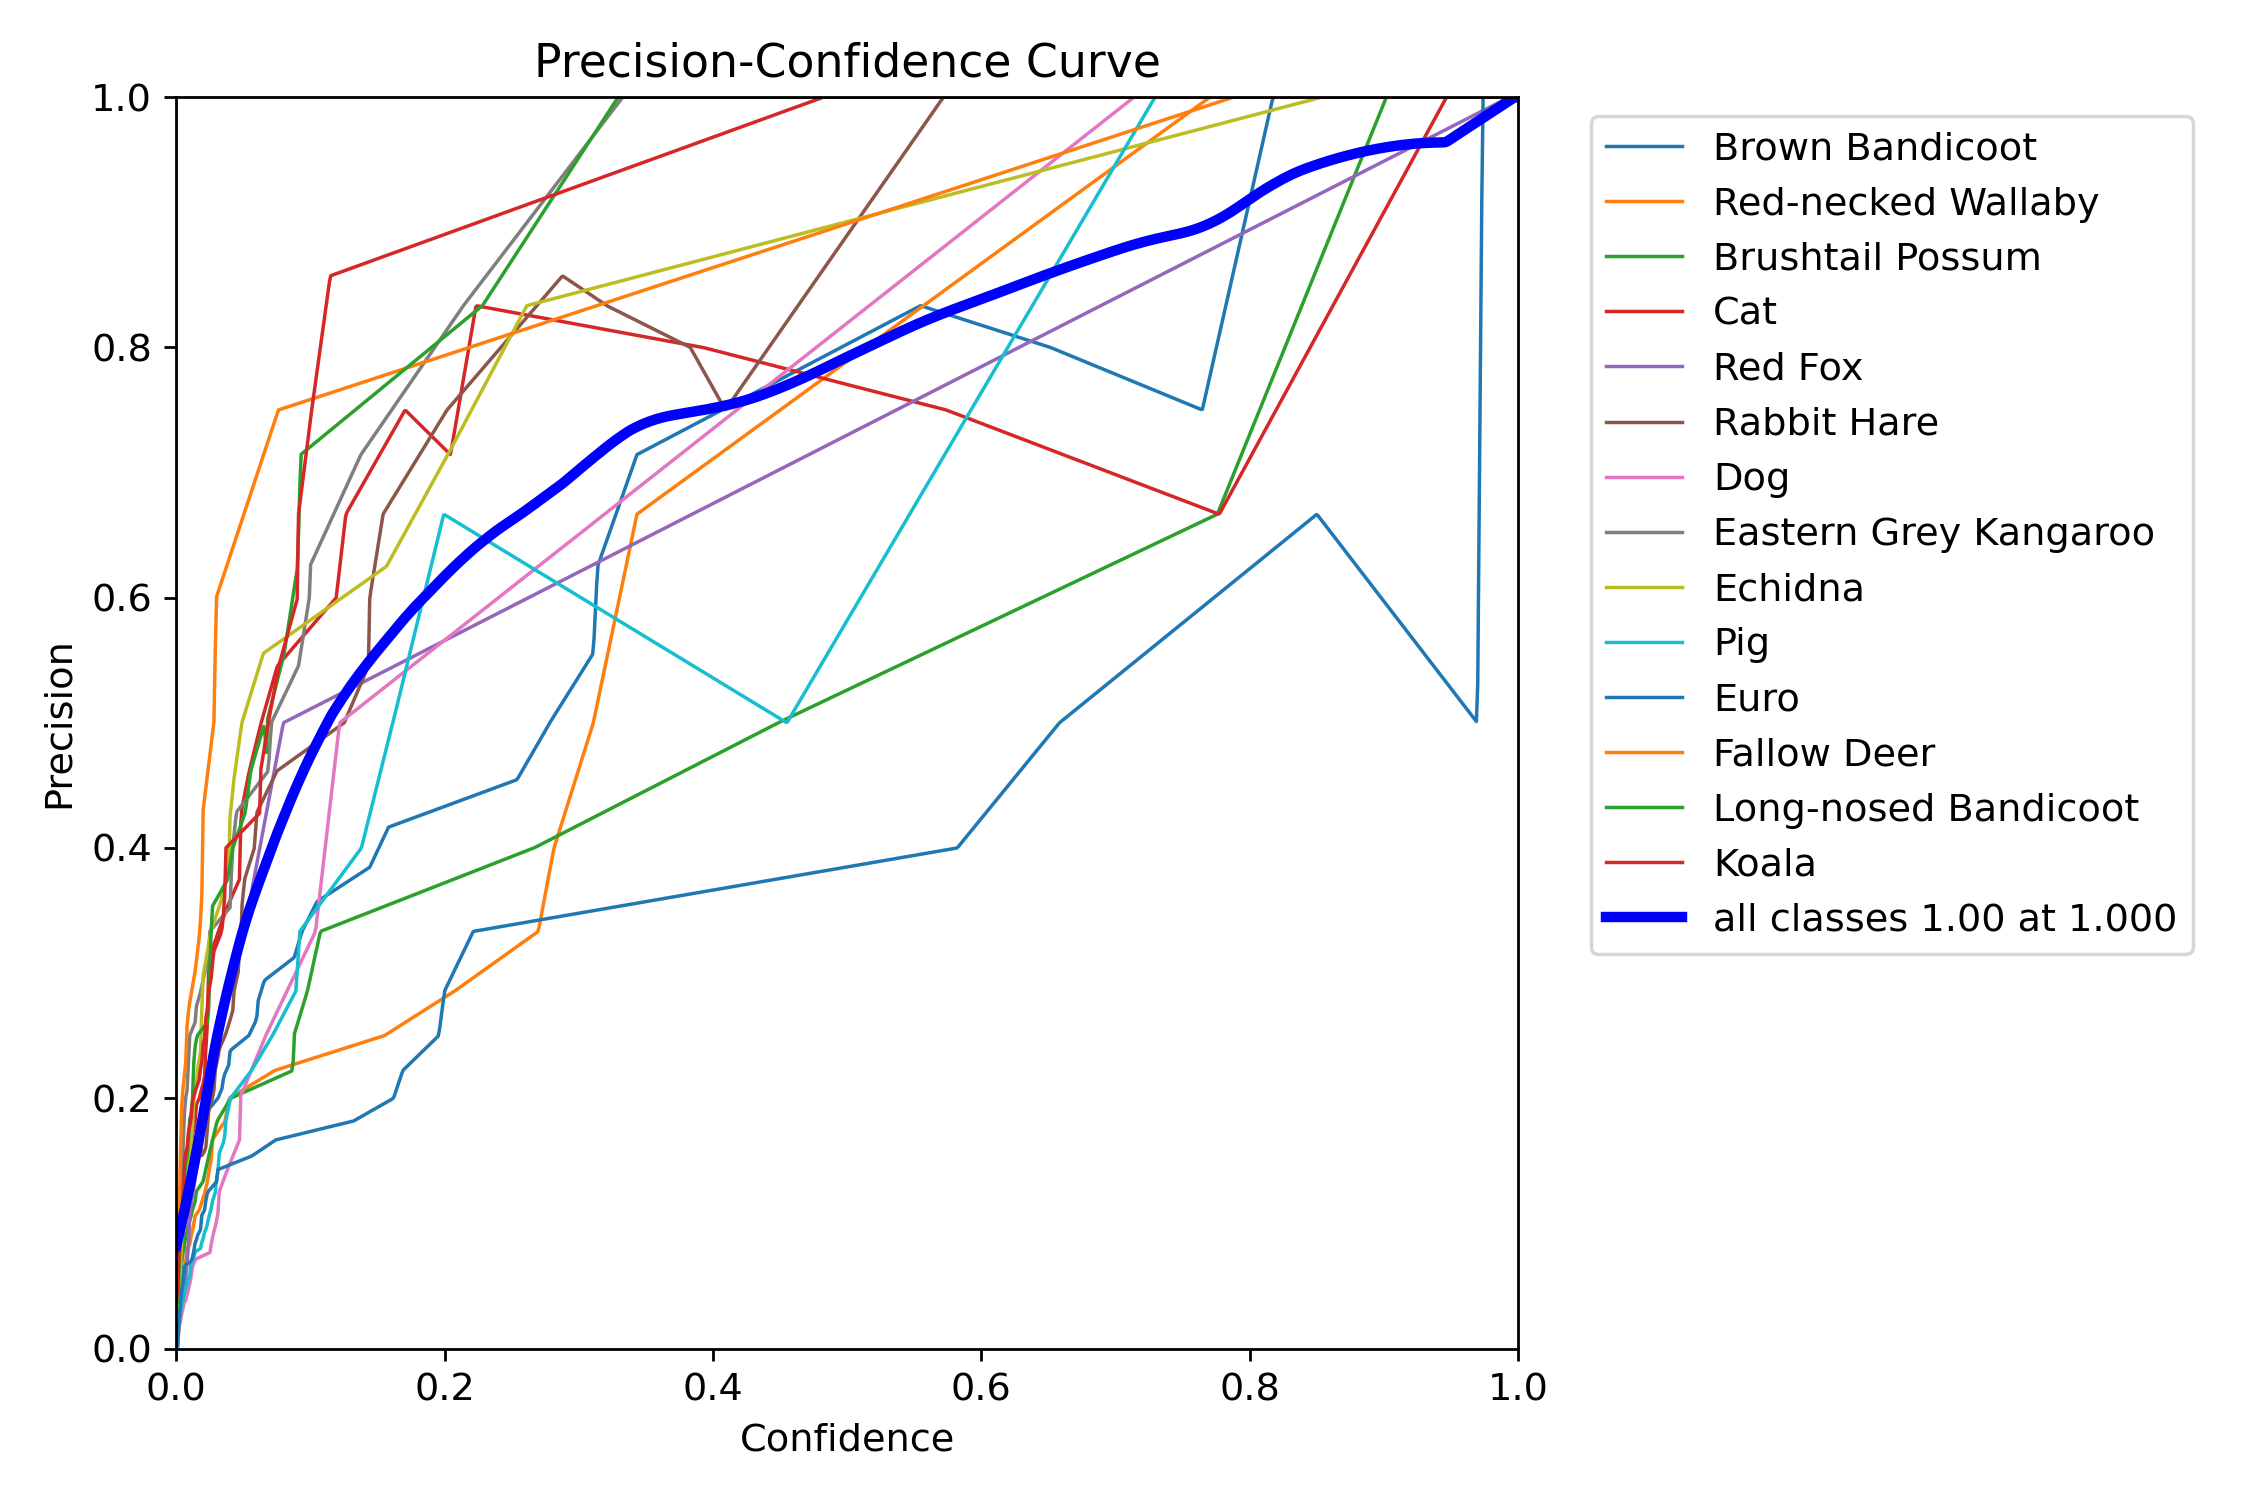 Precision-Confidence Curve
1.0
0.8
0.6
0.4
0.2
0.0
Precision
0.0 0.2 0.4 0.6 0.8 1.0
Confidence
Brown Bandicoot
Red-necked Wallaby
Brushtail Possum
Cat
Red Fox
Rabbit Hare
Dog
Eastern Grey Kangaroo
Echidna
Pig
Euro
Fallow Deer
Long-nosed Bandicoot
Koala
all classes 1.00 at 1.000